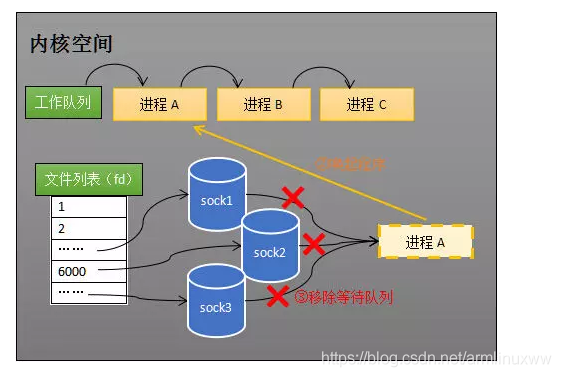 内核空间
工作队列
进程 A
进程 B
进程 C
文件列表（fd）
1
2
……
6000
……
sock1
sock2
sock3
进程 A
③移除等待队列
https://blog.csdn.net/armlinuxww